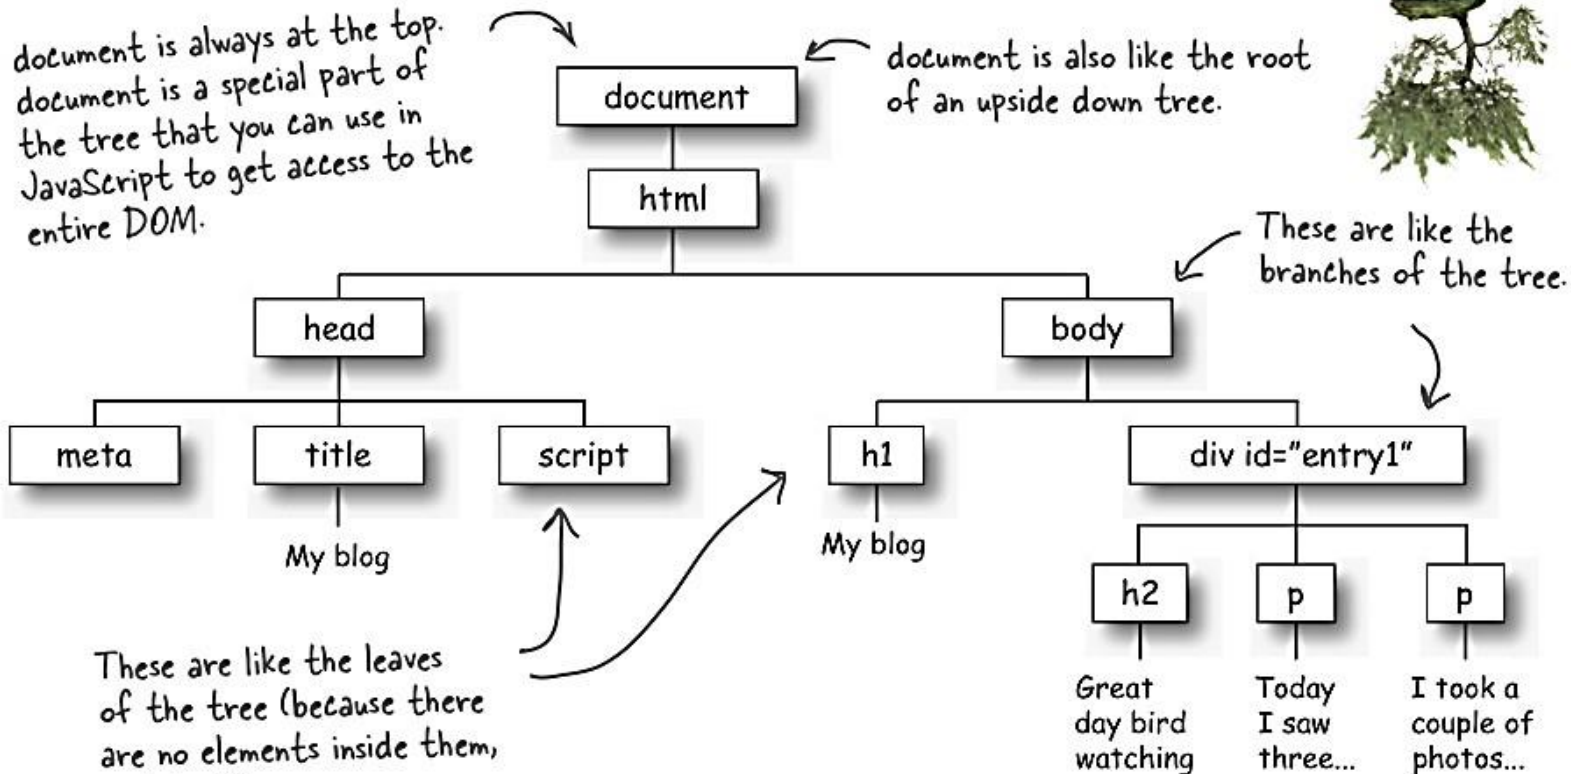 document is always at the top.
document is a special part of
the tree that you can use in
JavaScript to get access to the
entire DOM.
document
document is also like the root
of an upside down tree.
html
These are like the
branches of the tree.
head
body
meta
title
script
h1
div id="entry1"
My blog
My blog
h2
p
p
These are like the leaves
of the tree (because there
are no elements inside them,
Great
day bird
watching
Today
I saw
three...
I took a
couple of
photos...